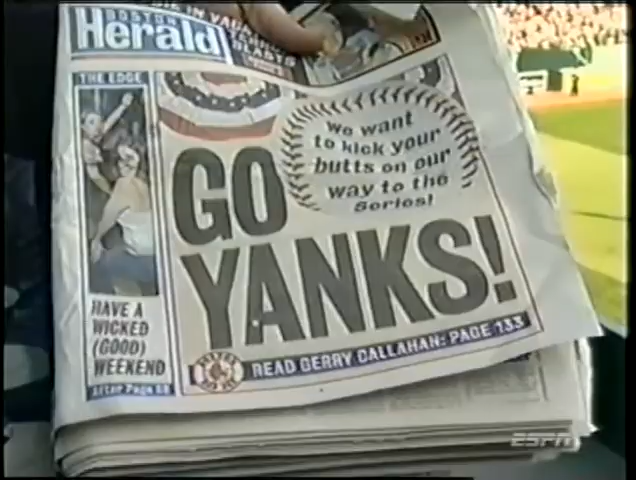 BOSTON
Herald
THE EDGE
We want
to kick your
butts on our
way to the
Series!
GO
YANKS!
HAVE A
WICKED
(GOOD)
WEEKEND
READ GERRY CALLAHAN: PAGE 133
ESPN